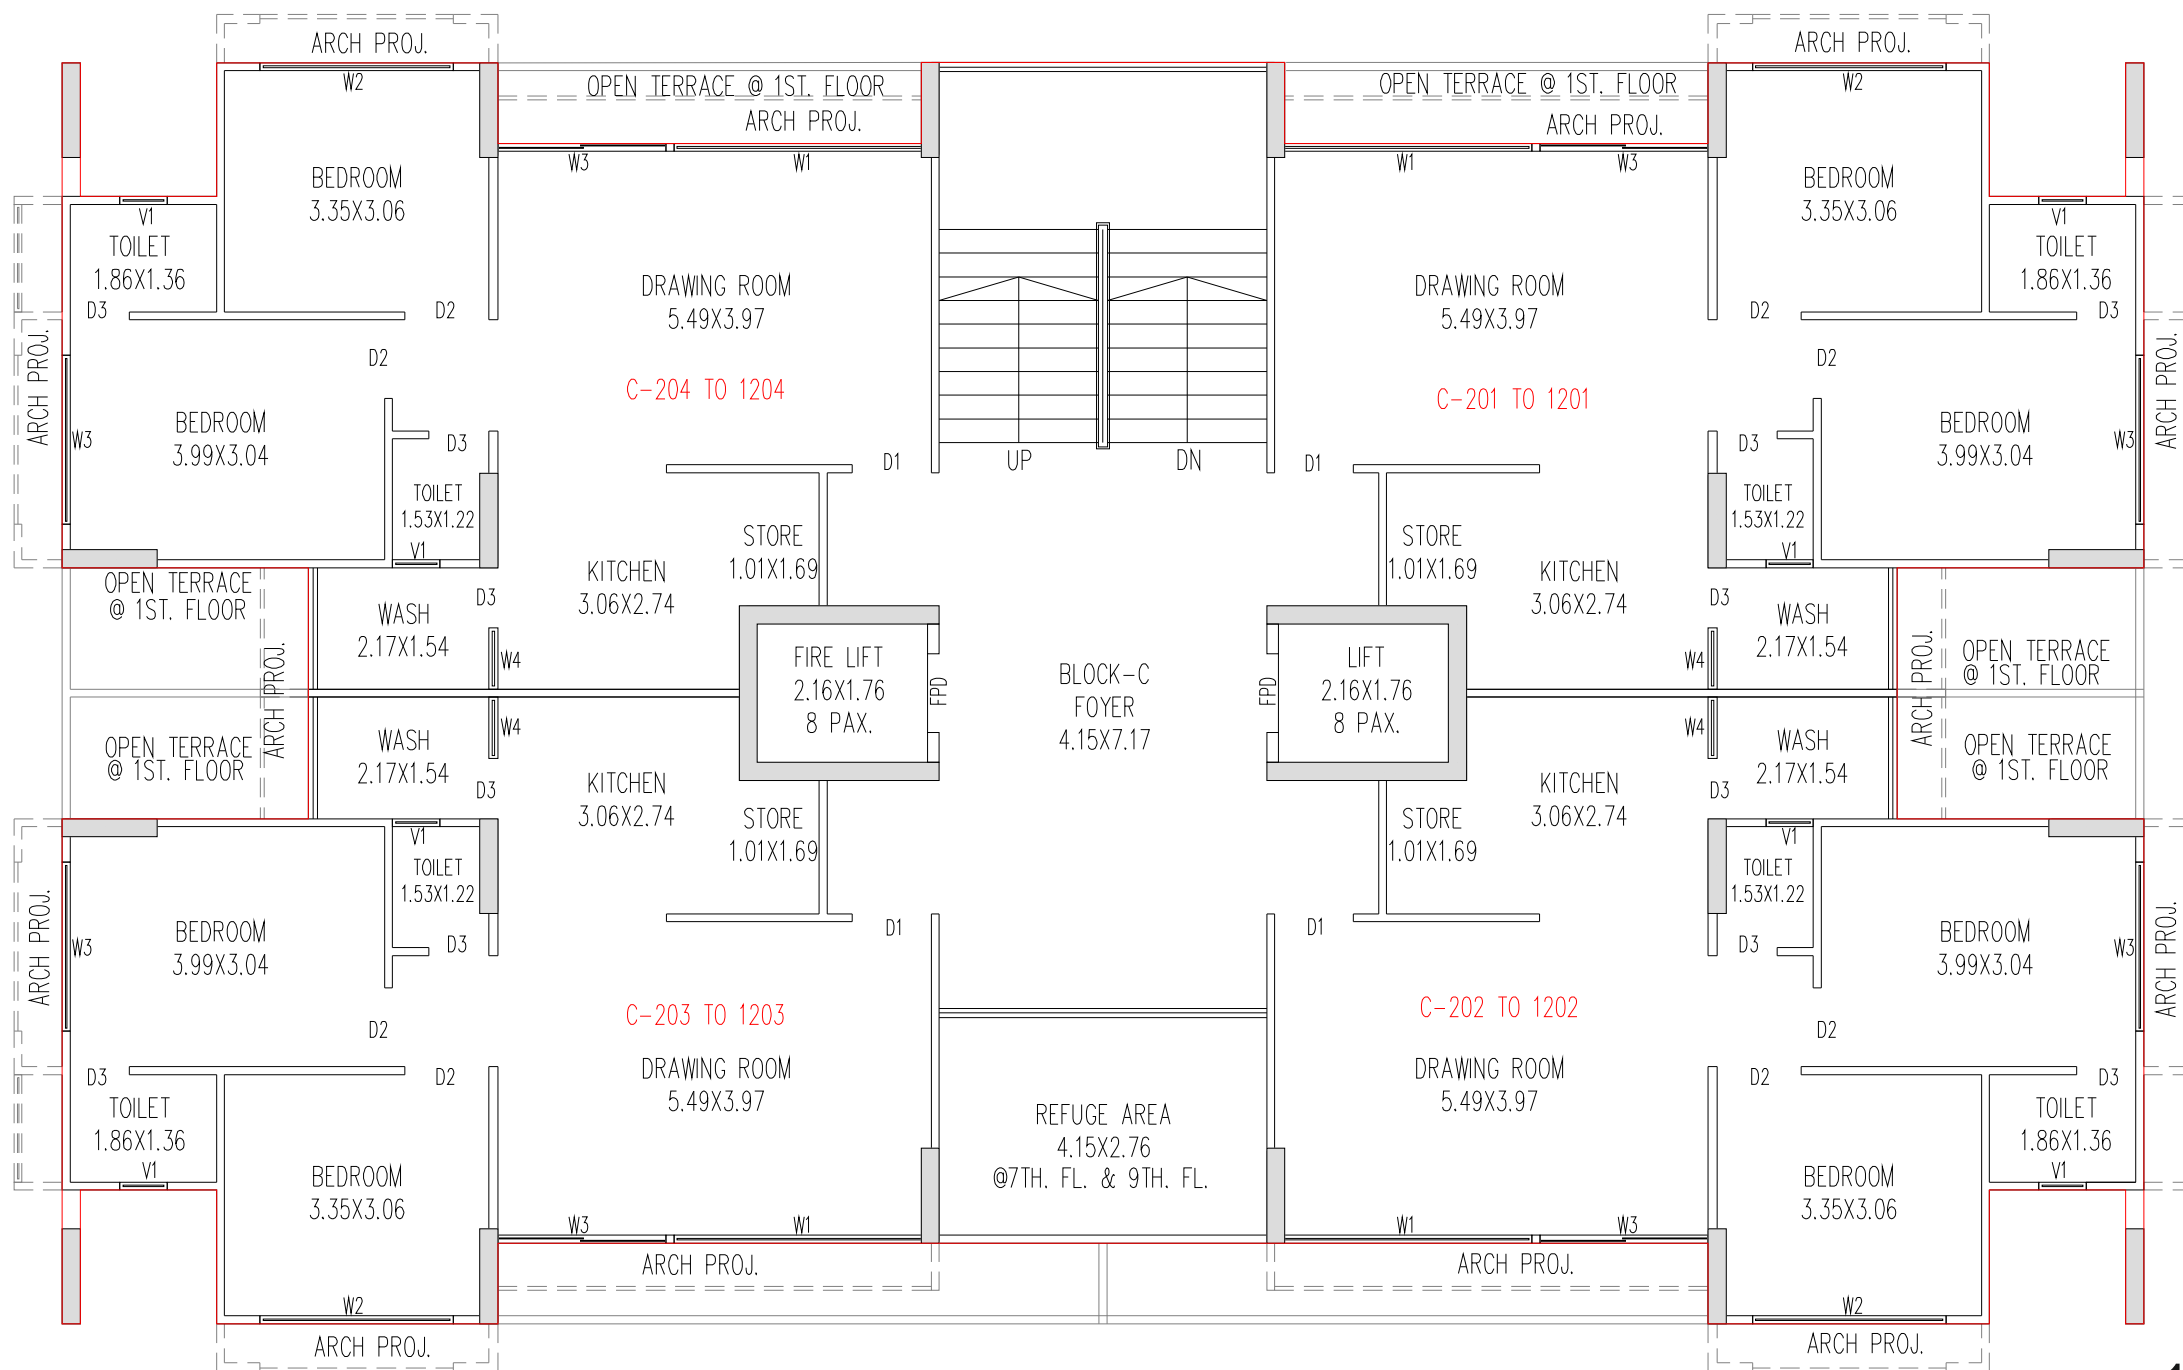 ARCH PROJ.
ARCH PROJ.
W2
OPEN TERRACE @ 1ST. FLOOR
OPEN TERRACE @ 1ST. FLOOR
W2
ARCH PROJ.
ARCH PROJ.
W3
W1
W1
W3
BEDROOM
3.35X3.06
BEDROOM
3.35X3.06
V1
TOILET
1.86X1.36
V1
TOILET
1.86X1.36
DRAWING ROOM
5.49X3.97
DRAWING ROOM
5.49X3.97
D3
D2
D2
D3
D2
D2
ARCH PROJ.
ARCH PROJ.
C-204 TO 1204
C-201 TO 1201
W3
BEDROOM
3.99X3.04
D3
D3
BEDROOM
3.99X3.04
W3
D1
UP
DN
D1
TOILET
1.53X1.22
TOILET
1.53X1.22
V1
V1
STORE
1.01X1.69
STORE
1.01X1.69
KITCHEN
3.06X2.74
KITCHEN
3.06X2.74
OPEN TERRACE
@ 1ST. FLOOR
D3
D3
WASH
2.17X1.54
WASH
2.17X1.54
ARCH PROJ.
W4
FIRE LIFT
2.16X1.76
8 PAX.
FPD
BLOCK-C
FOYER
4.15X7.17
FPD
LIFT
2.16X1.76
8 PAX.
W4
ARCH PROJ.
OPEN TERRACE
@ 1ST. FLOOR
OPEN TERRACE
@ 1ST. FLOOR
W4
W4
OPEN TERRACE
@ 1ST. FLOOR
WASH
2.17X1.54
WASH
2.17X1.54
D3
D3
KITCHEN
3.06X2.74
KITCHEN
3.06X2.74
STORE
1.01X1.69
STORE
1.01X1.69
V1
V1
TOILET
1.53X1.22
TOILET
1.53X1.22
ARCH PROJ.
W3
BEDROOM
3.99X3.04
D3
D1
D1
D3
BEDROOM
3.99X3.04
W3
ARCH PROJ.
C-203 TO 1203
C-202 TO 1202
D2
D2
D3
D2
D2
D3
DRAWING ROOM
5.49X3.97
DRAWING ROOM
5.49X3.97
TOILET
1.86X1.36
V1
TOILET
1.86X1.36
V1
REFUGE AREA
4.15X2.76
@7TH. FL. & 9TH. FL.
BEDROOM
3.35X3.06
BEDROOM
3.35X3.06
W3
W1
W1
W3
ARCH PROJ.
ARCH PROJ.
W2
W2
ARCH PROJ.
ARCH PROJ.